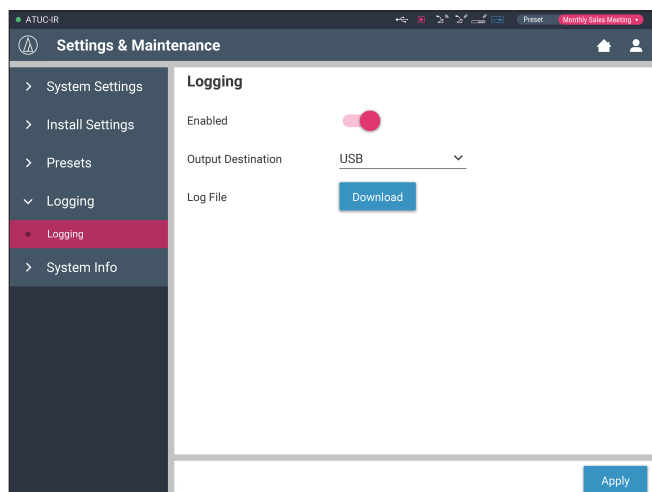 ATUC-IR
Preset Monthly Sales Meeting
Settings & Maintenance
System Settings
Install Settings
Presets
Logging
Logging
System Info
Logging
Enabled
Output Destination USB
Log File Download
Apply